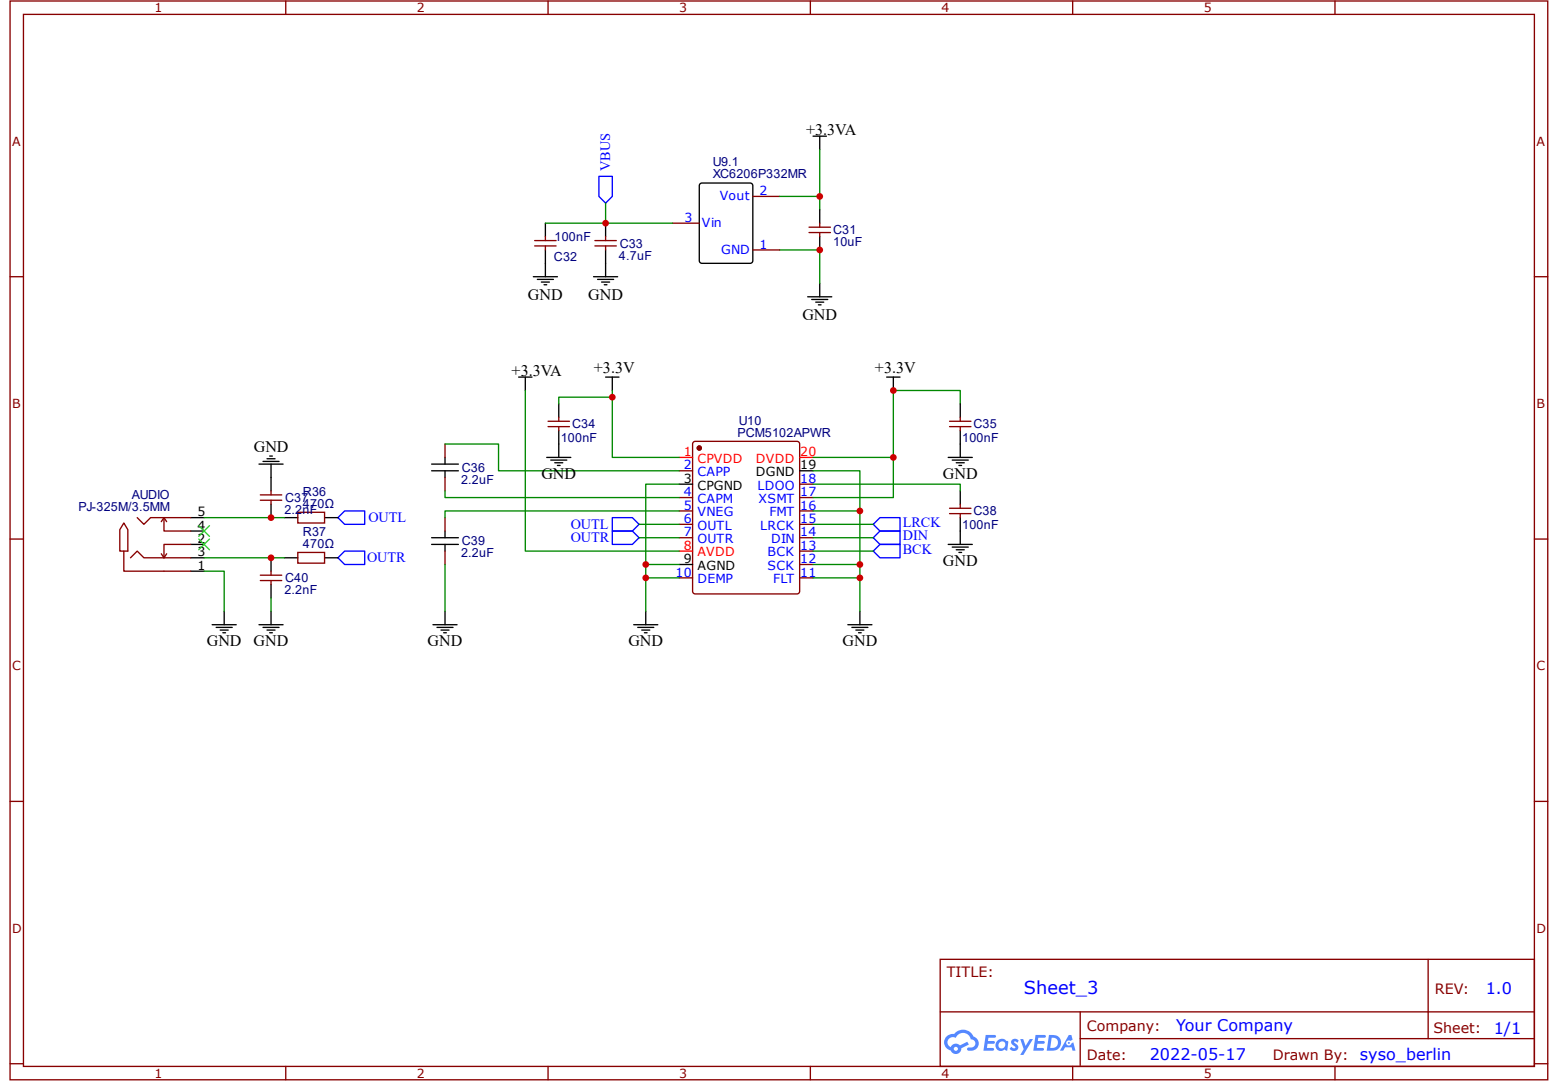 1 2 3 4 5
A A
+3.3VA
VBUS
U9.1
XC6206P332MR
Vout 2
3 Vin
GND 1
100nF
C32
C33
4.7uF
C31
10uF
GND GND
GND
B B
+3.3VA +3.3V +3.3V
C34
100nF
GND
C35
100nF
GND
U10
PCM5102APWR
1 CPVDD DVDD 20
2 CAPP DGND 19
3 CPGND LDOO 18
4 CAPM XSMT 17
5 VNEG FMT 16
6 OUTL LRCK 15
7 OUTR DIN 14
8 AVDD BCK 13
9 AGND SCK 12
10 DEMP FLT 11
OUTL
OUTR
LRCK
DIN
BCK
C38
100nF
GND
C36
2.2uF
C39
2.2uF
GND
AUDIO
PJ-325M/3.5MM
5
4
2
3
1
C37
2.2nF
R36
470Ω
OUTL
R37
470Ω
OUTR
C40
2.2nF
GND GND GND GND GND
C C
D D
TITLE:
Sheet_3
REV: 1.0
EasyEDA
Company: Your Company
Sheet: 1/1
Date: 2022-05-17 Drawn By: syso_berlin
1 2 3 4 5